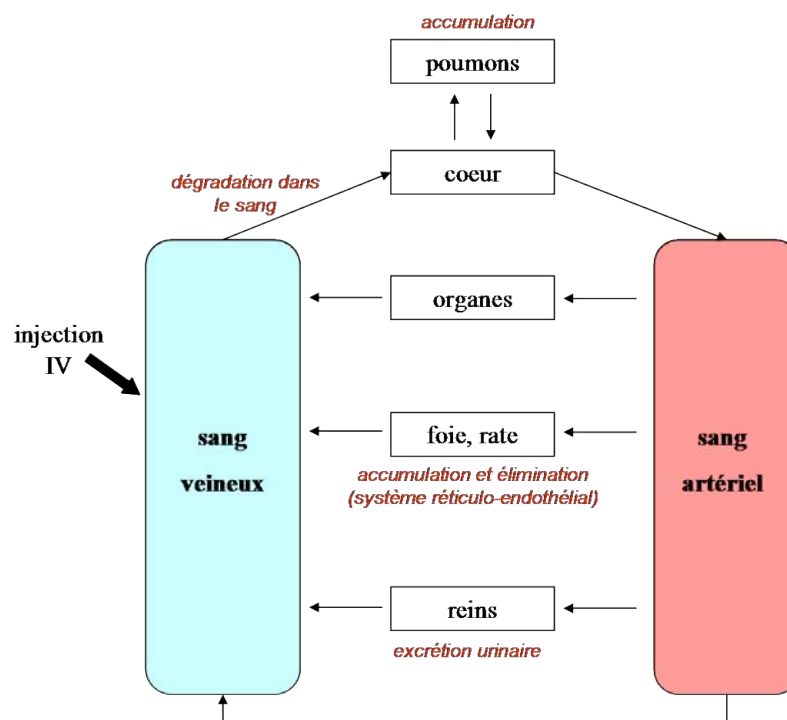 accumulation
poumons
coeur
dégradation dans
le sang
organes
injection
IV
foie, rate
sang
veineux
sang
artériel
accumulation et élimination
(système réticulo-endothélial)
reins
excrétion urinaire